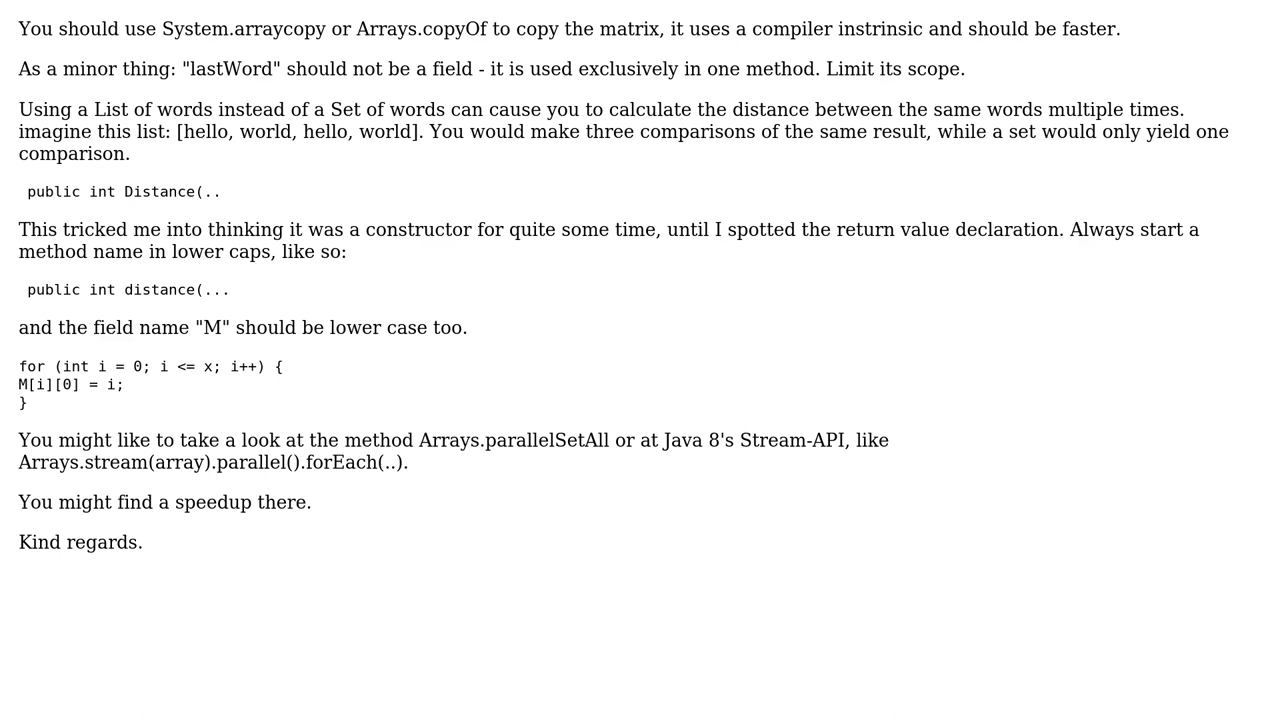 You should use System.arraycopy or Arrays.copyOf to copy the matrix, it uses a compiler instrinsic and should be faster.
As a minor thing: "lastWord" should not be a field - it is used exclusively in one method. Limit its scope.
Using a List of words instead of a Set of words can cause you to calculate the distance between the same words multiple times.
imagine this list: [hello, world, hello, world]. You would make three comparisons of the same result, while a set would only yield one
comparison.
public int Distance(..
This tricked me into thinking it was a constructor for quite some time, until I spotted the return value declaration. Always start a
method name in lower caps, like so:
public int distance(...
and the field name "M" should be lower case too.
for (int i = 0; i <= x; i++) {
M[i][0] = i;
}
You might like to take a look at the method Arrays.parallelSetAll or at Java 8's Stream-API, like
Arrays.stream(array).parallel().forEach(..).
You might find a speedup there.
Kind regards.